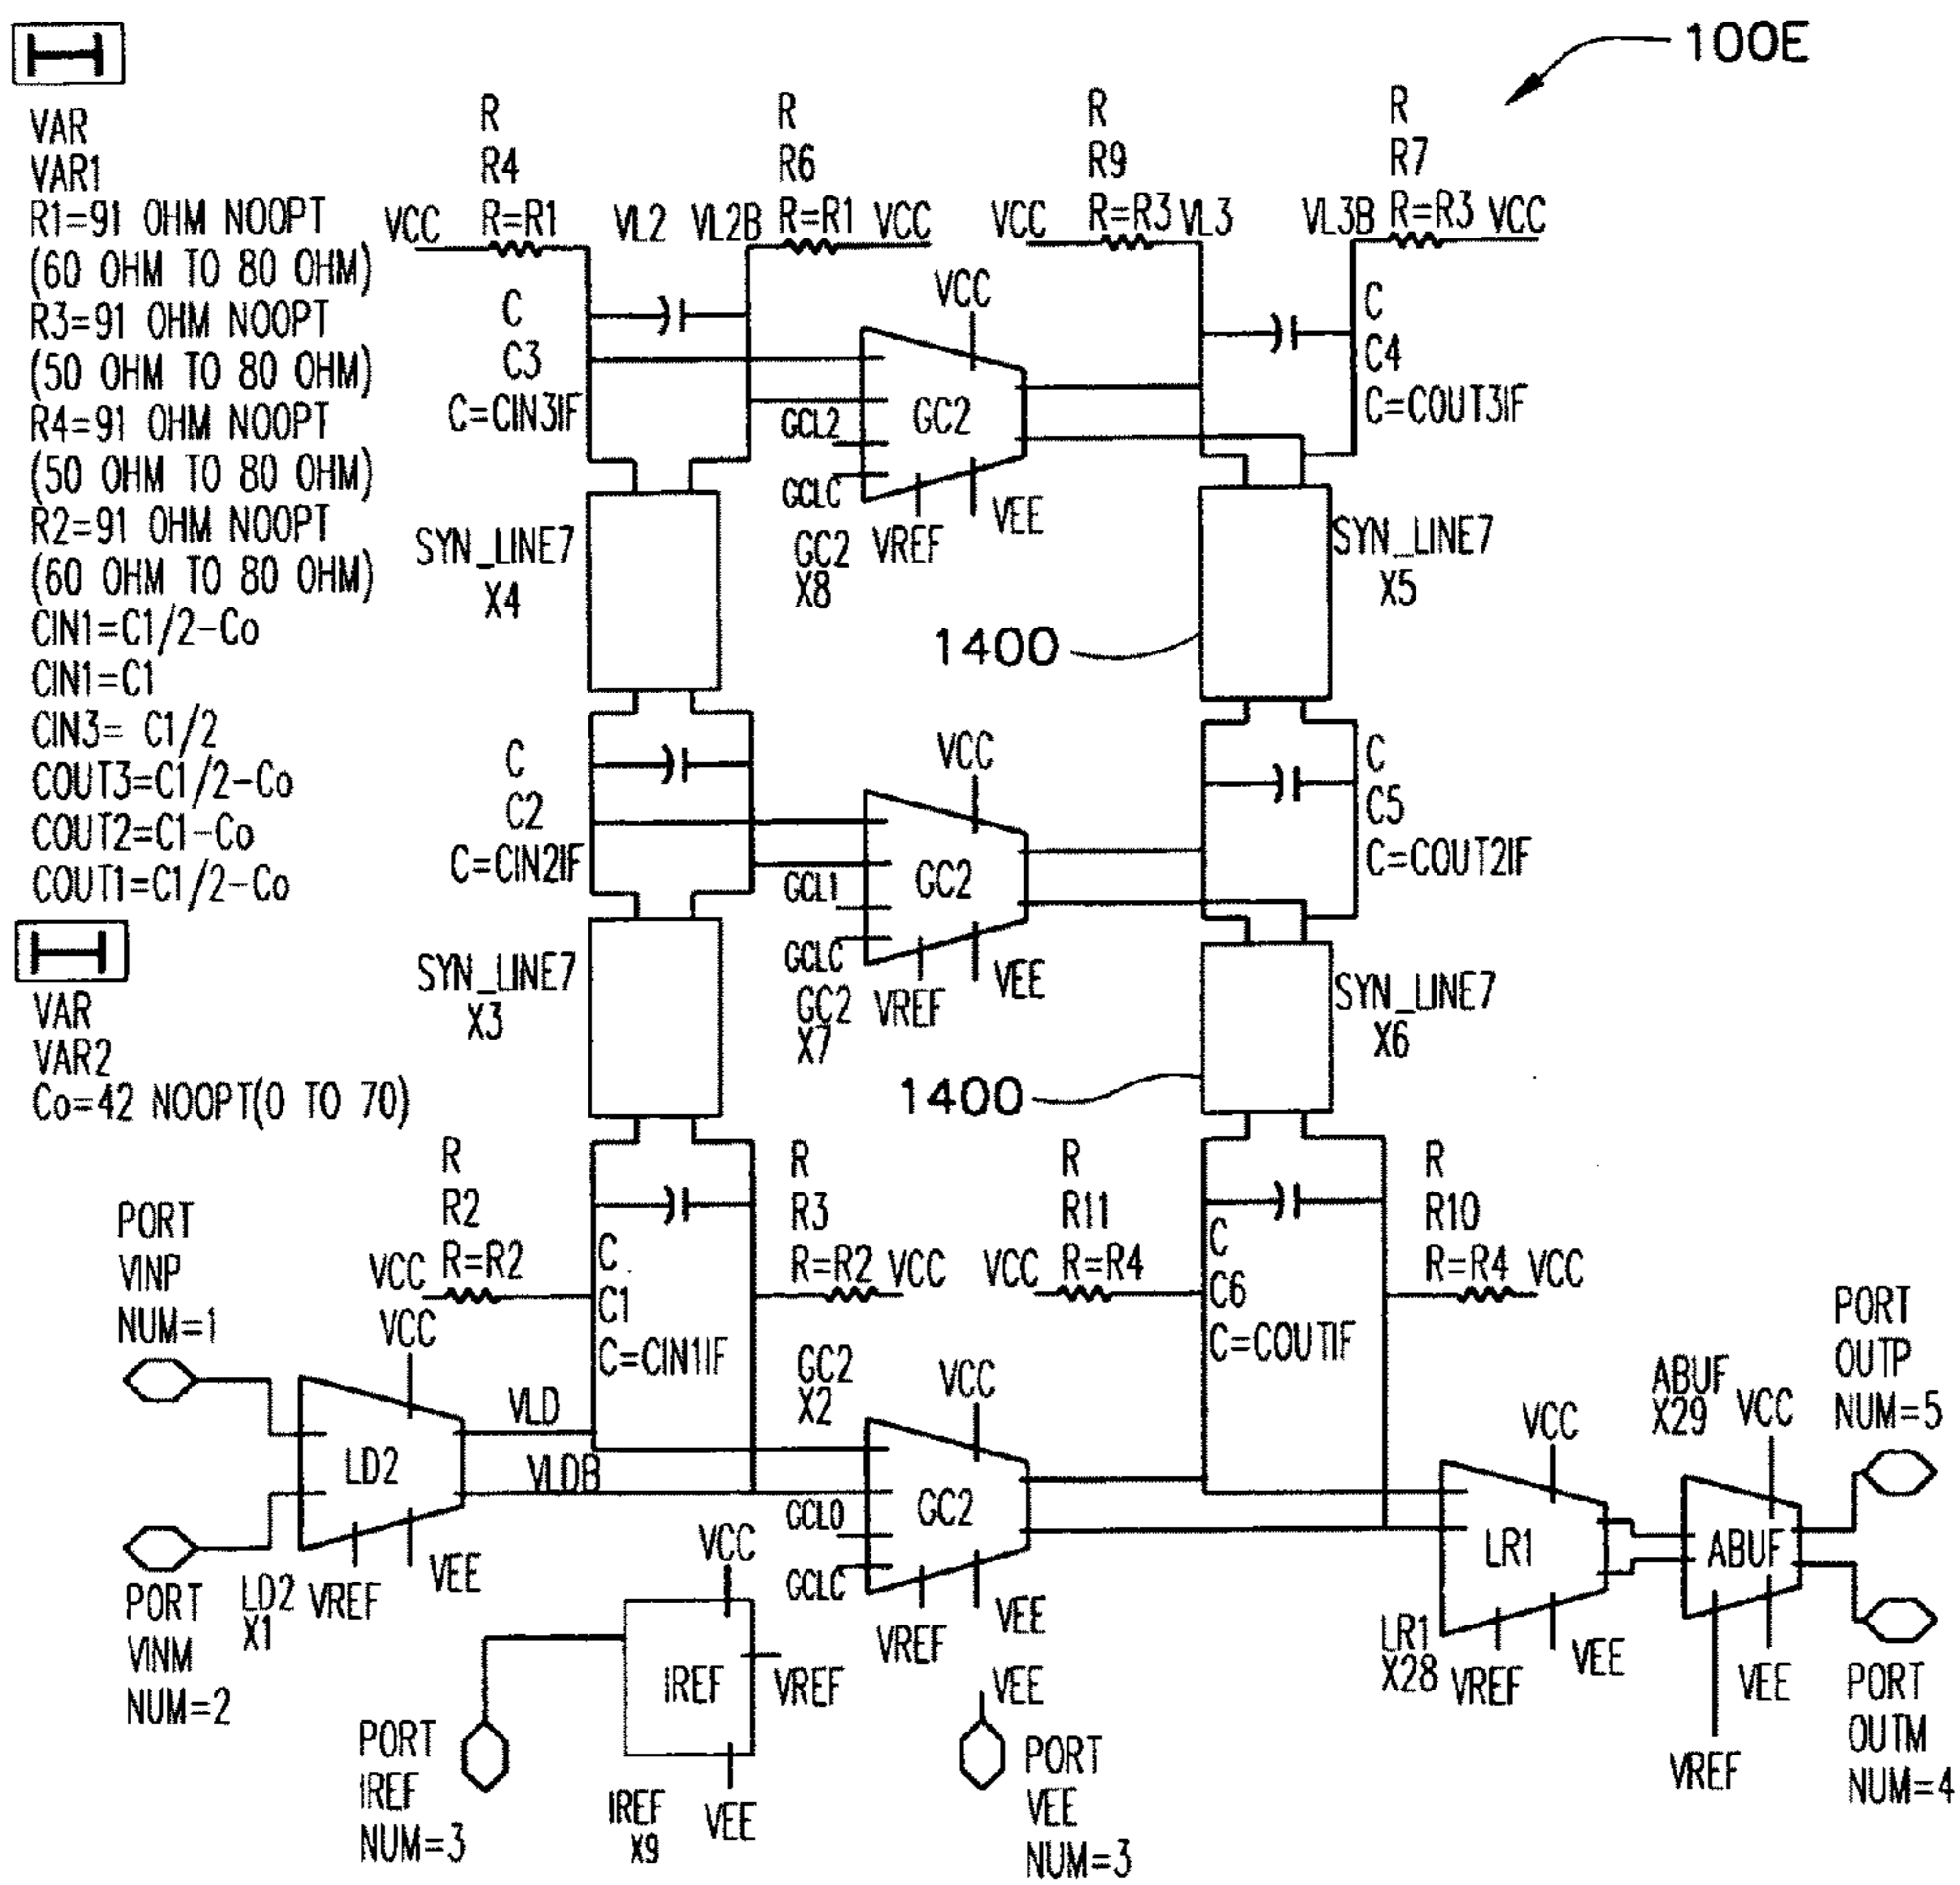 100E
VAR
VAR1
R1=91 OHM NOOPT
(60 OHM TO 80 OHM)
R3=91 OHM NOOPT
(50 OHM TO 80 OHM)
R4=91 OHM NOOPT
(50 OHM TO 80 OHM)
R2=91 OHM NOOPT
(60 OHM TO 80 OHM)
CIN1=C1/2-Co
CIN1=C1
CIN3= C1/2
COUT3=C1/2-Co
COUT2=C1-Co
COUT1=C1/2-Co
VAR
VAR2
Co=42 NOOPT(0 TO 70)
R
R4
R=R1
VCC
VL2
VL2B
R
R6
R=R1
VCC
R
R9
R=R3
VCC
VL3
VL3B
R
R7
R=R3
VCC
C
C3
C=CIN3IF
VCC
GC2
GCL2
GCLC
GC2
X8
VREF
VEE
C
C4
C=COUT3IF
SYN_LINE7
X4
SYN_LINE7
X5
1400
C
C2
C=CIN2IF
VCC
GC2
GCL1
GCLC
GC2
X7
VREF
VEE
C
C5
C=COUT2IF
SYN_LINE7
X3
SYN_LINE7
X6
1400
R
R2
R=R2
VCC
C
C1
C=CIN1IF
R
R3
R=R2
VCC
R
R11
R=R4
VCC
C
C6
C=COUTIF
R
R10
R=R4
VCC
PORT
VINP
NUM=1
VCC
LD2
VLD
VLDB
LD2
X1
VREF
VEE
PORT
VINM
NUM=2
GC2
X2
VCC
GC2
GCLO
GCLC
VREF
VEE
VCC
LR1
LR1
X28
VREF
VEE
ABUF
X29
VCC
ABUF
VEE
VREF
PORT
OUTP
NUM=5
PORT
OUTM
NUM=4
VCC
IREF
VREF
IREF
X9
VEE
PORT
IREF
NUM=3
VEE
PORT
VEE
NUM=3